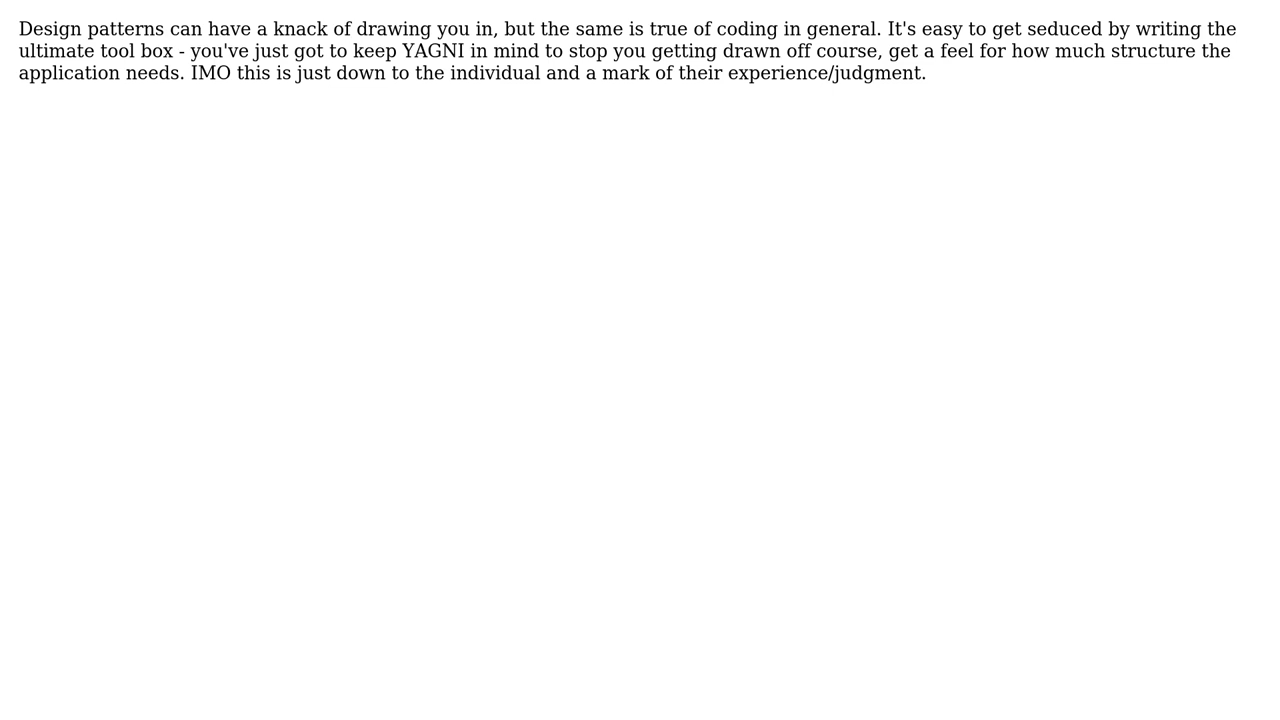 Design patterns can have a knack of drawing you in, but the same is true of coding in general. It's easy to get seduced by writing the
ultimate tool box - you've just got to keep YAGNI in mind to stop you getting drawn off course, get a feel for how much structure the
application needs. IMO this is just down to the individual and a mark of their experience/judgment.